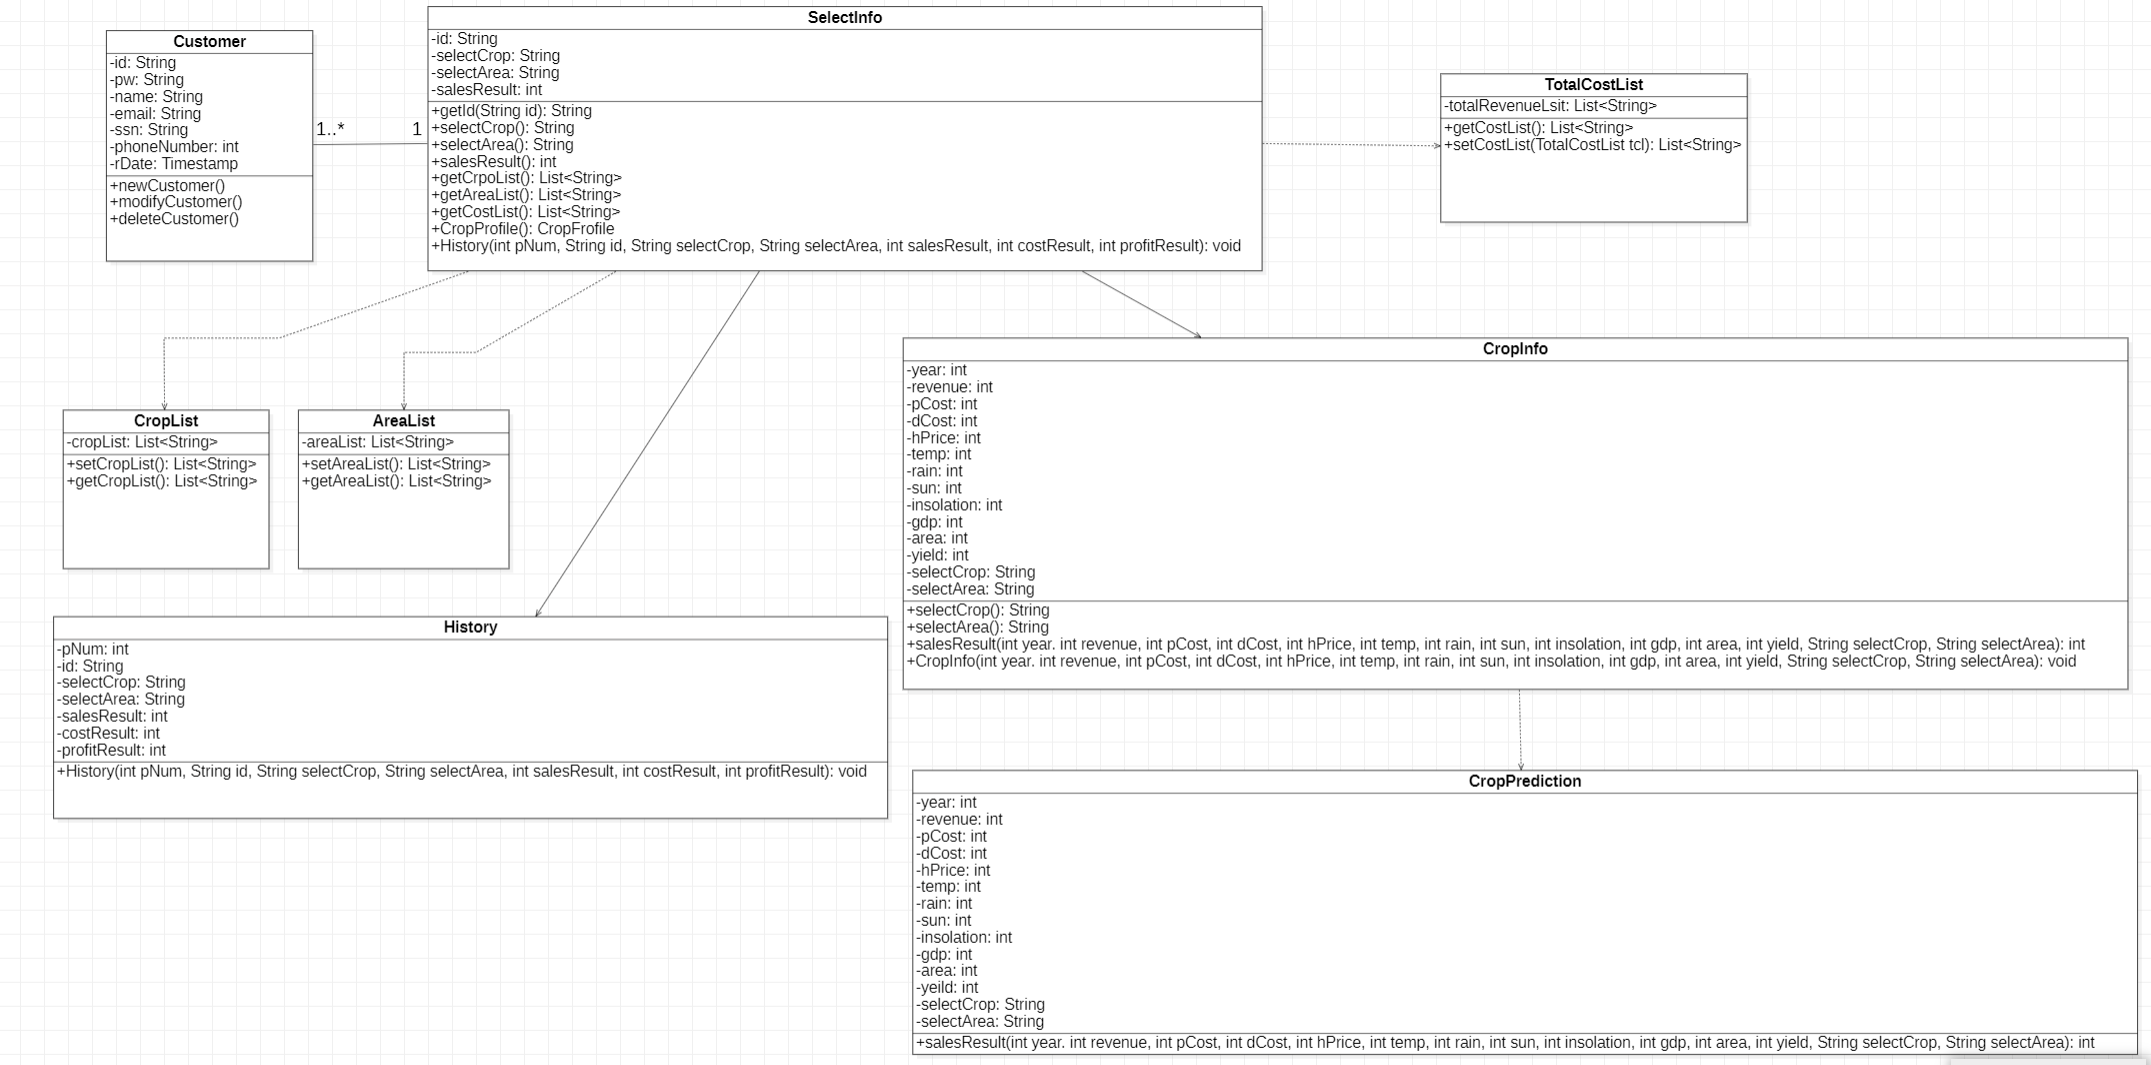 Customer
-id: String
-pw: String
-name: String
-email: String
-ssn: String
-phoneNumber: int
-rDate: Timestamp
+newCustomer()
+modifyCustomer()
+deleteCustomer()
1..*
1
SelectInfo
-id: String
-selectCrop: String
-selectArea: String
-salesResult: int
+getId(String id): String
+selectCrop(): String
+selectArea(): String
+salesResult(): int
+getCrpoList(): List<String>
+getAreaList(): List<String>
+getCostList(): List<String>
+CropProfile(): CropFrofile
+History(int pNum, String id, String selectCrop, String selectArea, int salesResult, int costResult, int profitResult): void
TotalCostList
-totalRevenueLsit: List<String>
+getCostList(): List<String>
+setCostList(TotalCostList tcl): List<String>
CropList
-cropList: List<String>
+setCropList(): List<String>
+getCropList(): List<String>
AreaList
-areaList: List<String>
+setAreaList(): List<String>
+getAreaList(): List<String>
CropInfo
-year: int
-revenue: int
-pCost: int
-dCost: int
-hPrice: int
-temp: int
-rain: int
-sun: int
-insolation: int
-gdp: int
-area: int
-yield: int
-selectCrop: String
-selectArea: String
+selectCrop(): String
+selectArea(): String
+salesResult(int year. int revenue, int pCost, int dCost, int hPrice, int temp, int rain, int sun, int insolation, int gdp, int area, int yield, String selectCrop, String selectArea): int
+CropInfo(int year. int revenue, int pCost, int dCost, int hPrice, int temp, int rain, int sun, int insolation, int gdp, int area, int yield, String selectCrop, String selectArea): void
History
-pNum: int
-id: String
-selectCrop: String
-selectArea: String
-salesResult: int
-costResult: int
-profitResult: int
+History(int pNum, String id, String selectCrop, String selectArea, int salesResult, int costResult, int profitResult): void
CropPrediction
-year: int
-revenue: int
-pCost: int
-dCost: int
-hPrice: int
-temp: int
-rain: int
-sun: int
-insolation: int
-gdp: int
-area: int
-yeild: int
-selectCrop: String
-selectArea: String
+salesResult(int year. int revenue, int pCost, int dCost, int hPrice, int temp, int rain, int sun, int insolation, int gdp, int area, int yield, String selectCrop, String selectArea): int